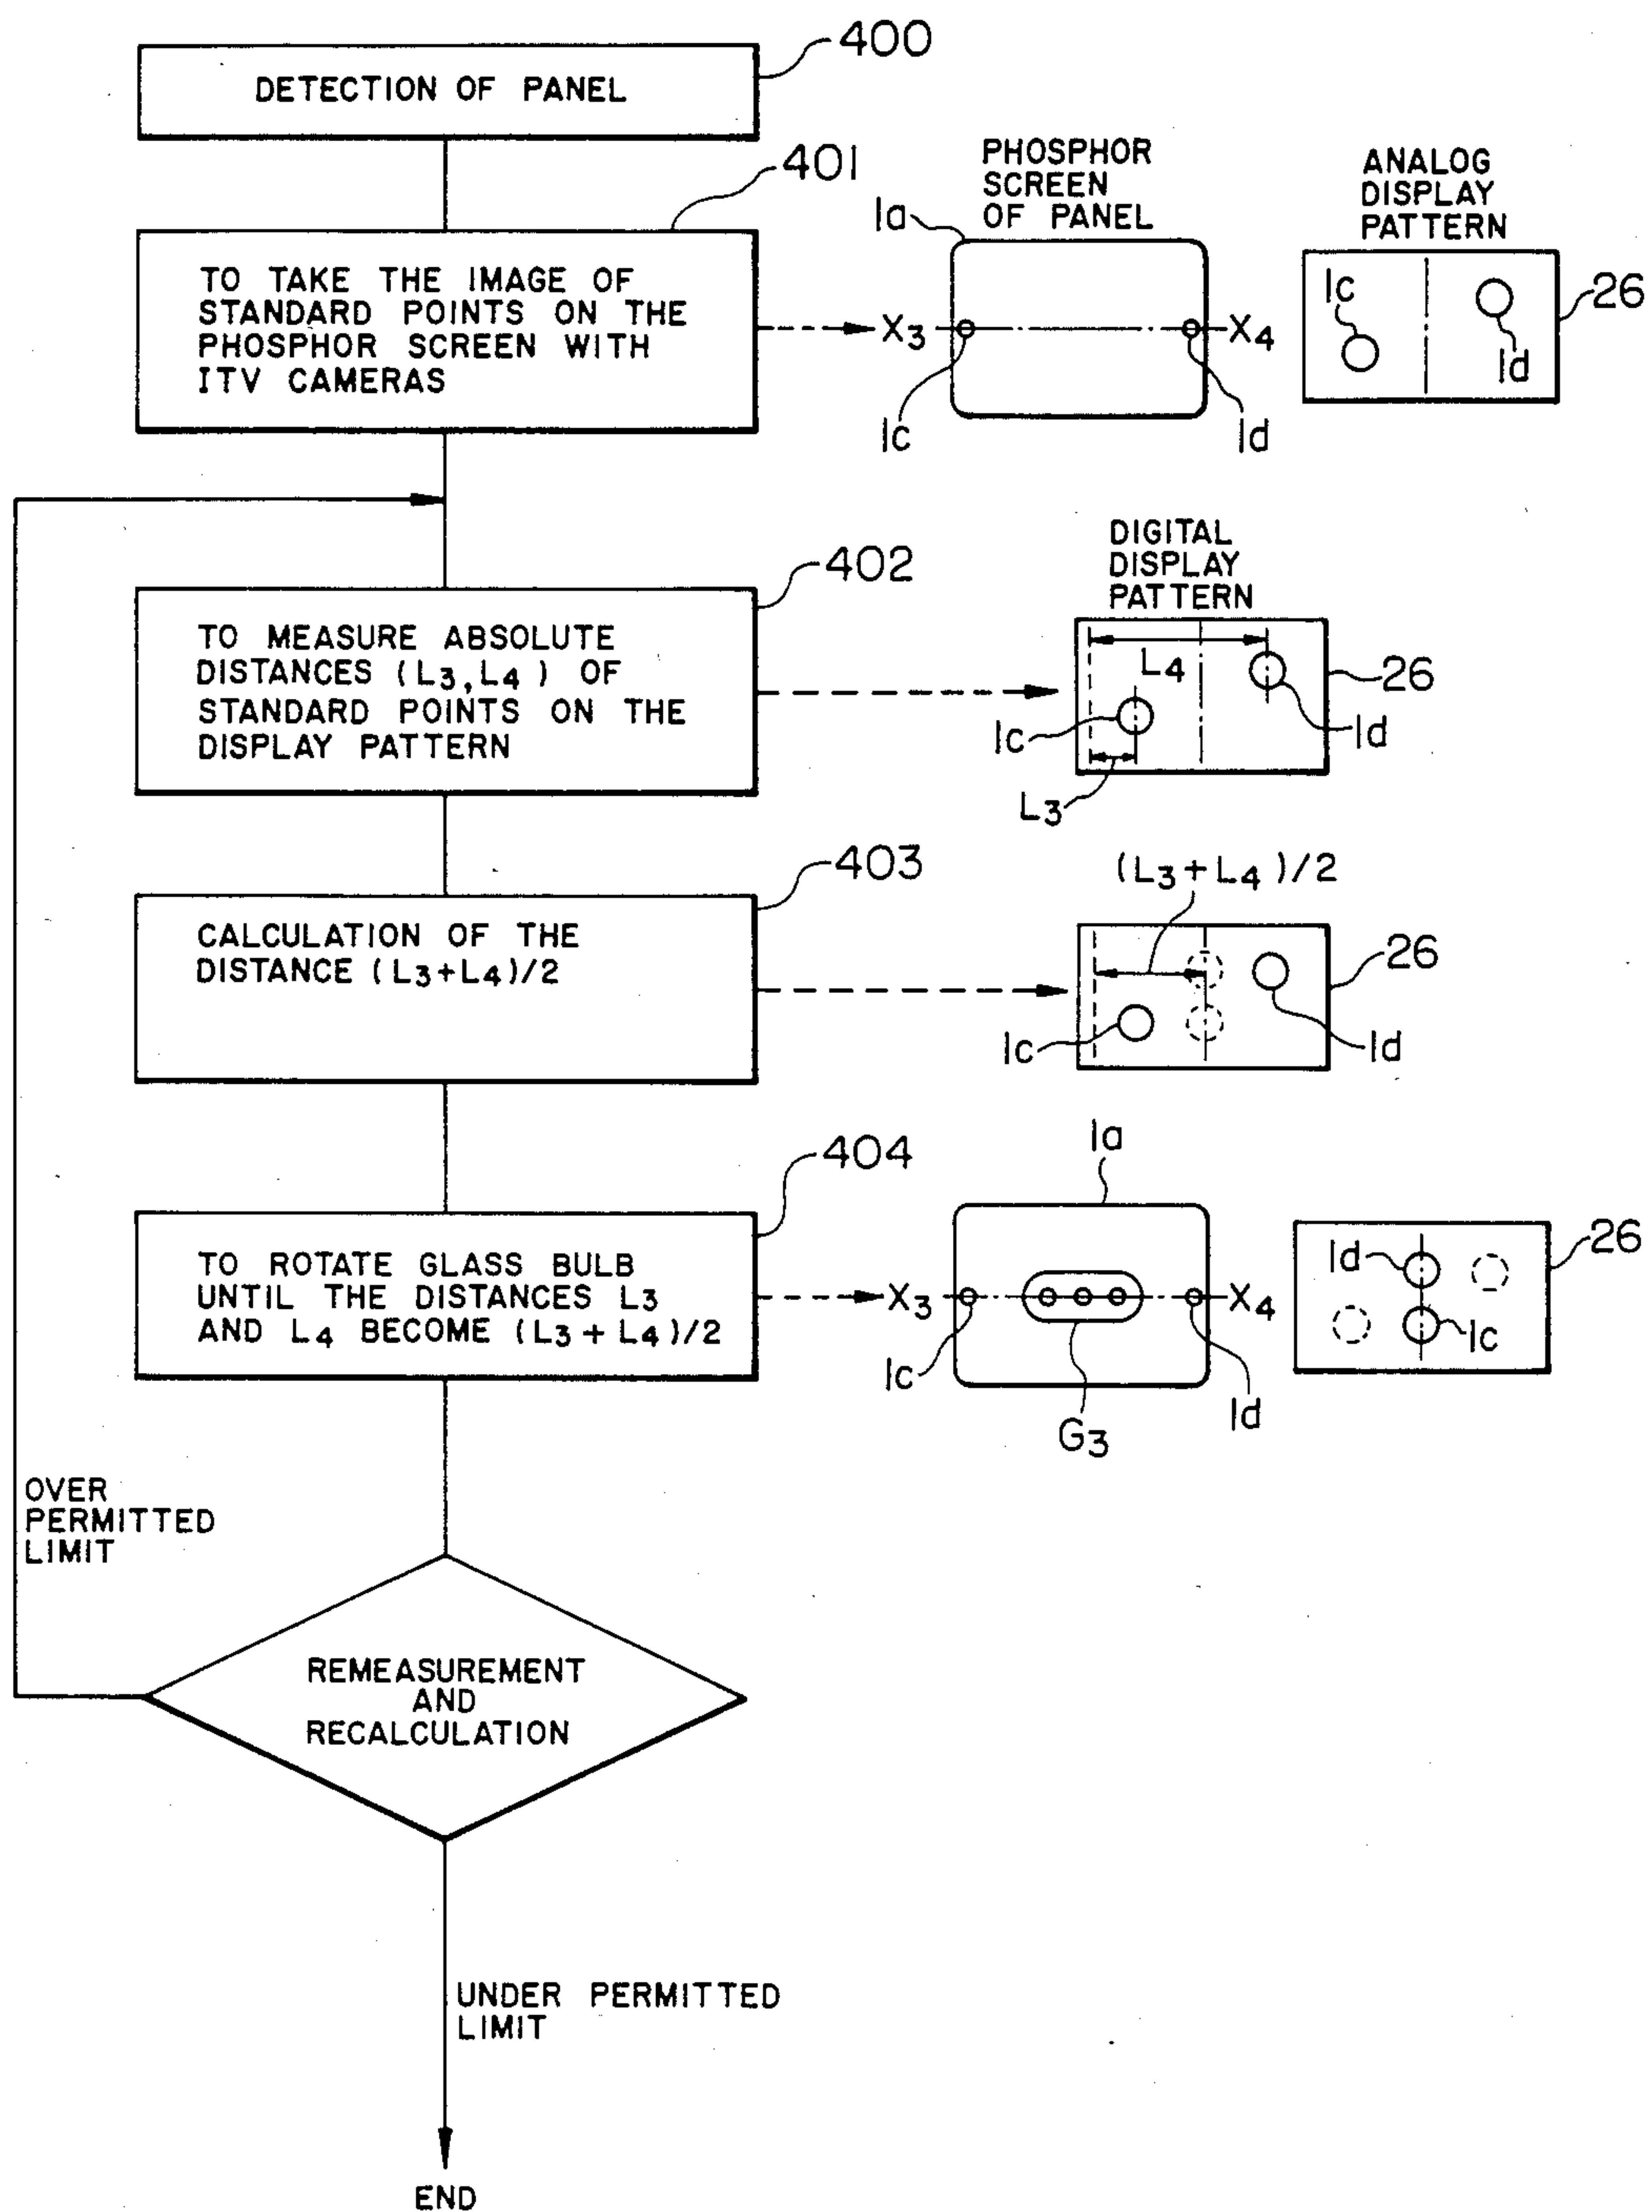 400
DETECTION OF PANEL
401
TO TAKE THE IMAGE OF
STANDARD POINTS ON THE
PHOSPHOR SCREEN WITH
ITV CAMERAS
PHOSPHOR
SCREEN
OF PANEL
1a
X3
X4
1c
1d
ANALOG
DISPLAY
PATTERN
1c
1d
26
402
TO MEASURE ABSOLUTE
DISTANCES (L3,L4) OF
STANDARD POINTS ON THE
DISPLAY PATTERN
DIGITAL
DISPLAY
PATTERN
L4
26
1c
1d
L3
403
CALCULATION OF THE
DISTANCE (L3+L4)/2
(L3+L4)/2
26
1c
1d
404
TO ROTATE GLASS BULB
UNTIL THE DISTANCES L3
AND L4 BECOME (L3+L4)/2
1a
X3
X4
1c
1d
G3
26
1d
1c
OVER
PERMITTED
LIMIT
REMEASUREMENT
AND
RECALCULATION
UNDER PERMITTED
LIMIT
END